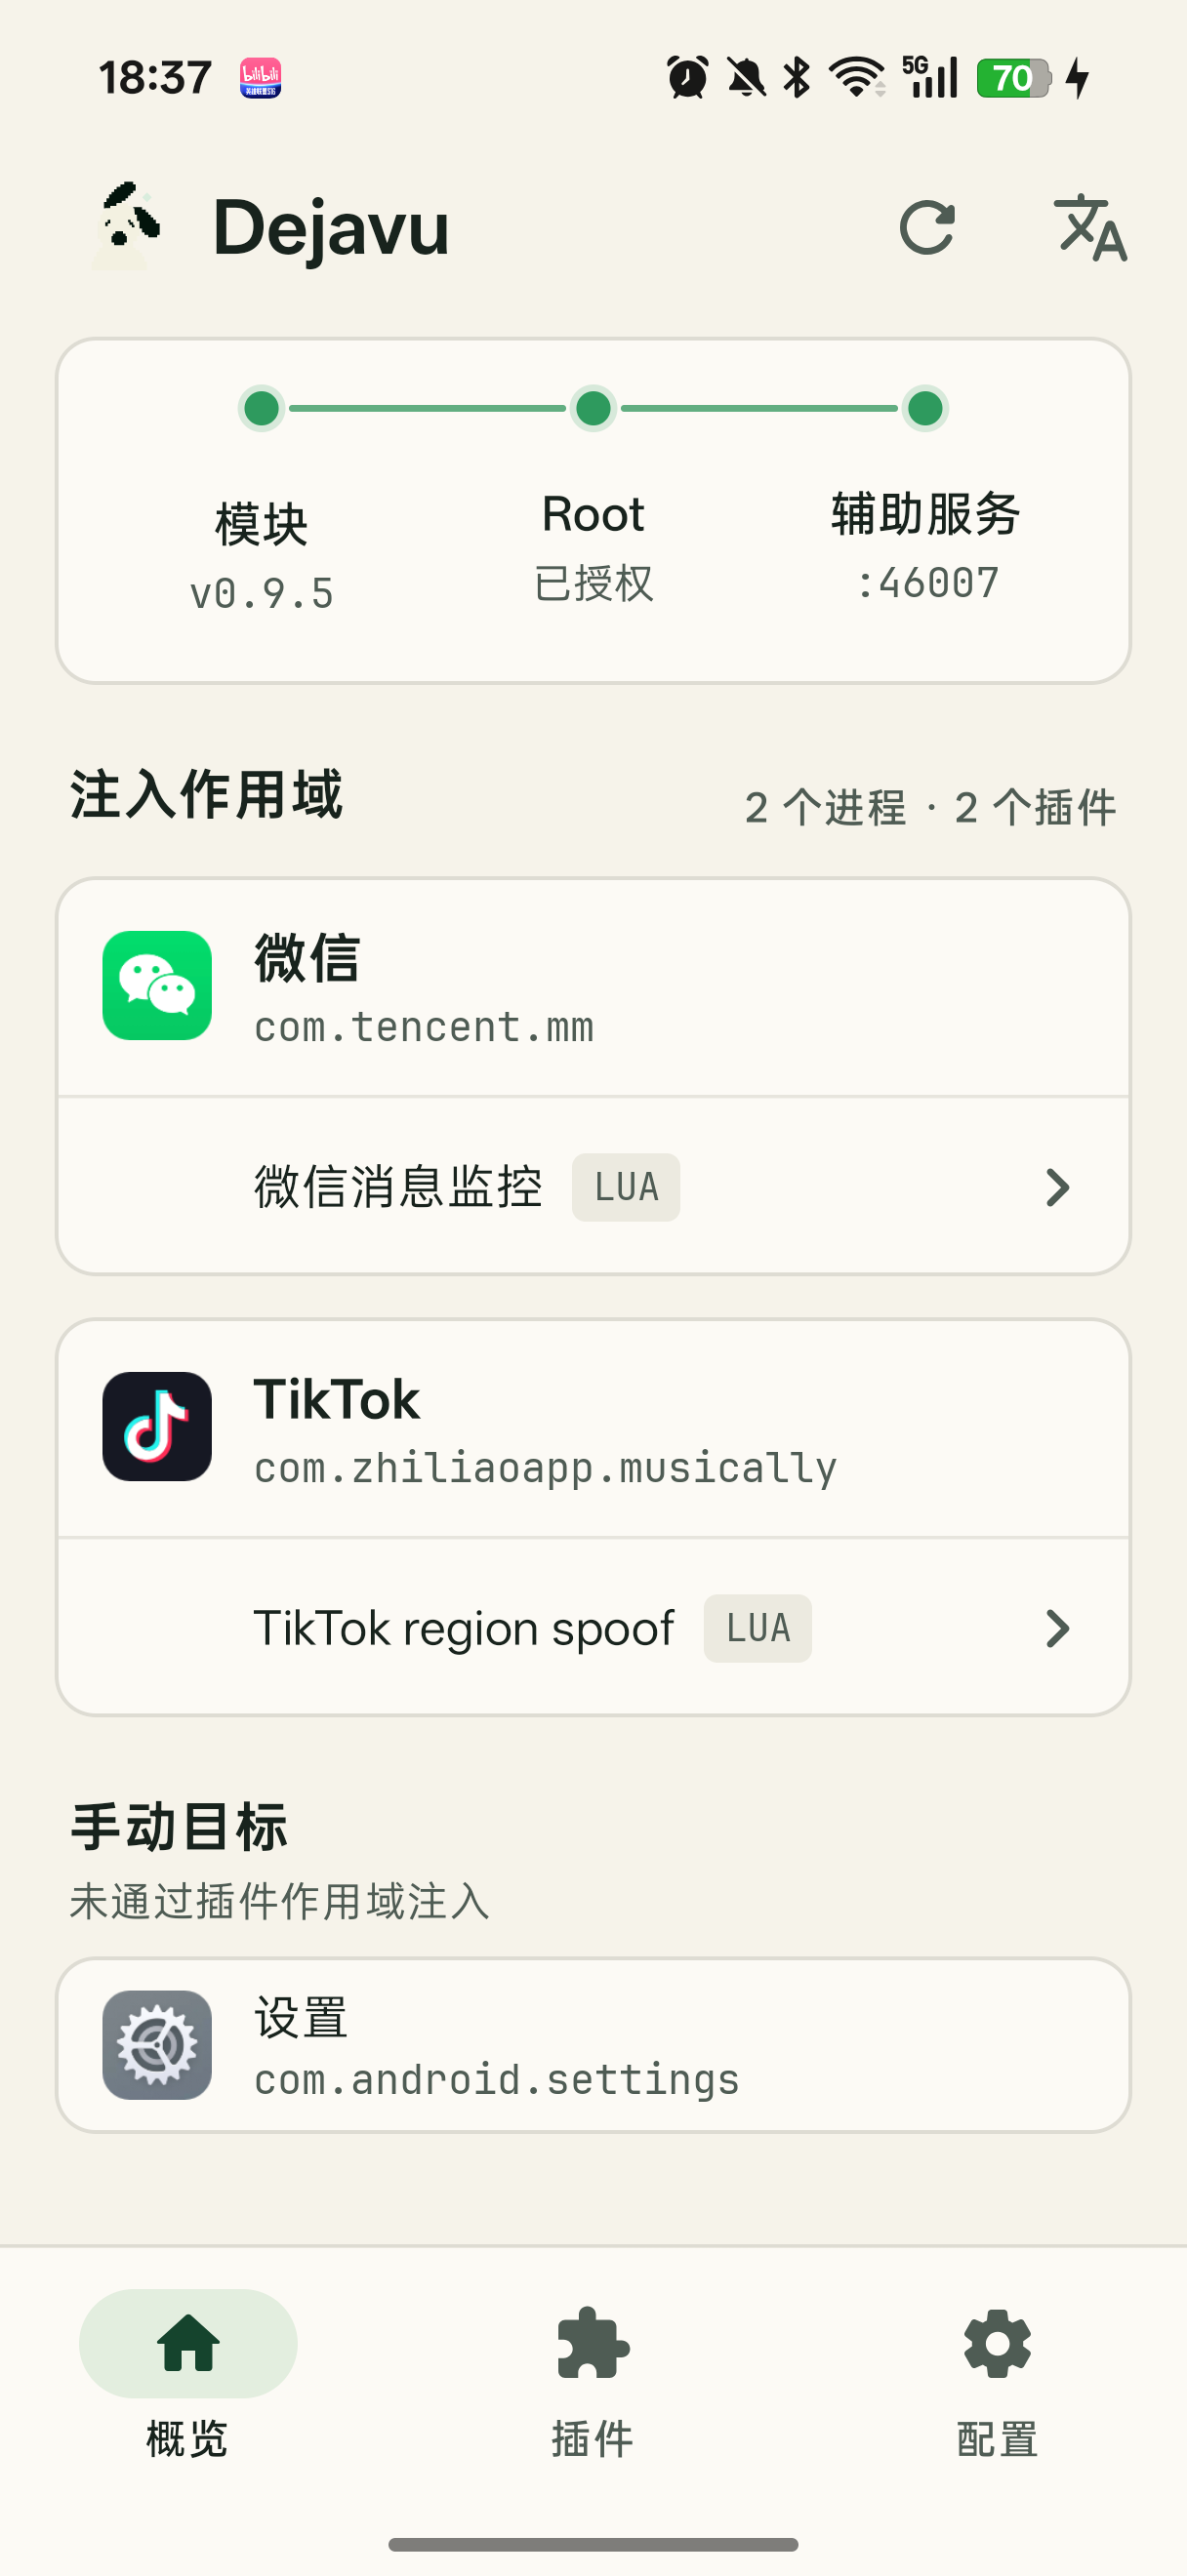 18:37
bilibili
5G
70
Dejavu
模块
v0.9.5
Root
已授权
辅助服务
:46007
注入作用域
2 个进程 · 2 个插件
微信
com.tencent.mm
微信消息监控 LUA
TikTok
com.zhiliaoapp.musically
TikTok region spoof LUA
手动目标
未通过插件作用域注入
设置
com.android.settings
概览
插件
配置